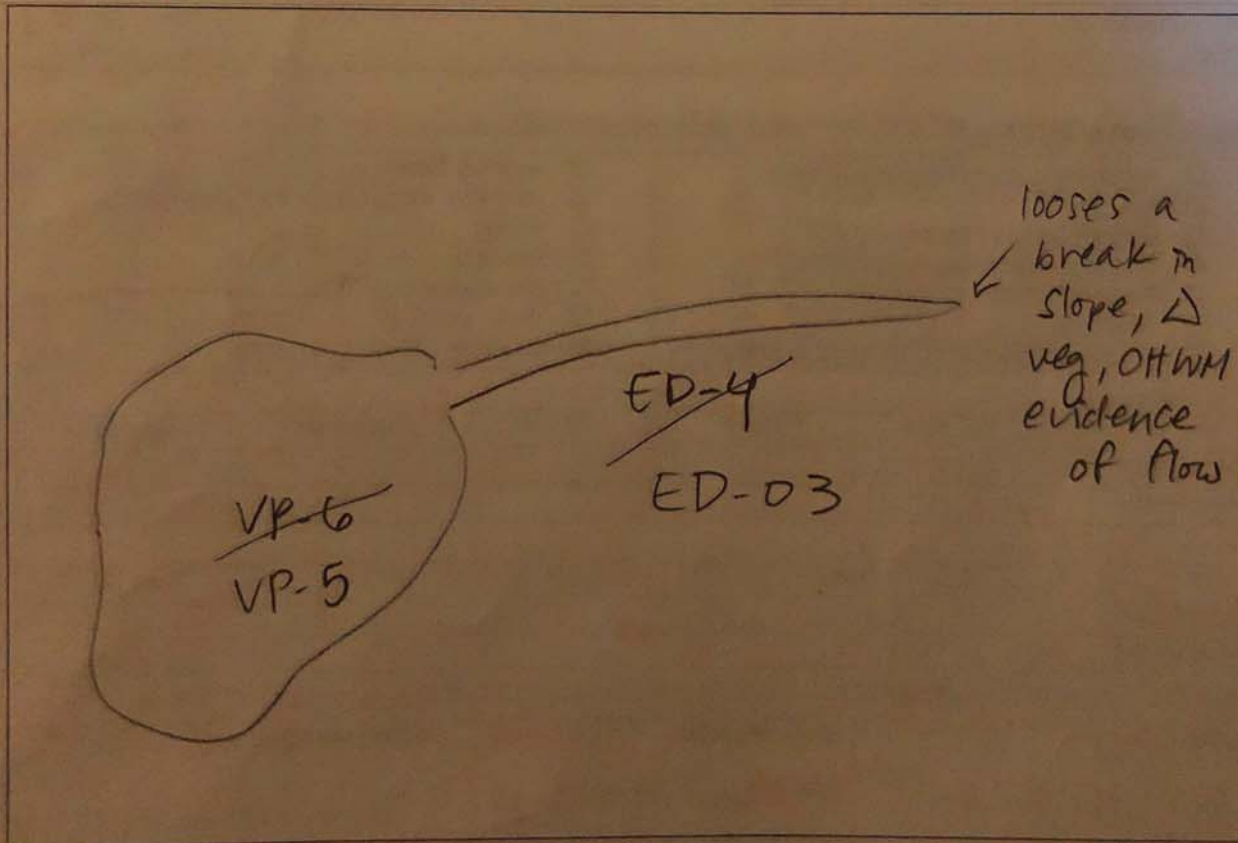 looses a
break in
slope, Δ
veg, OHWM
evidence
of flow
ED-4
ED-03
VP-6
VP-5